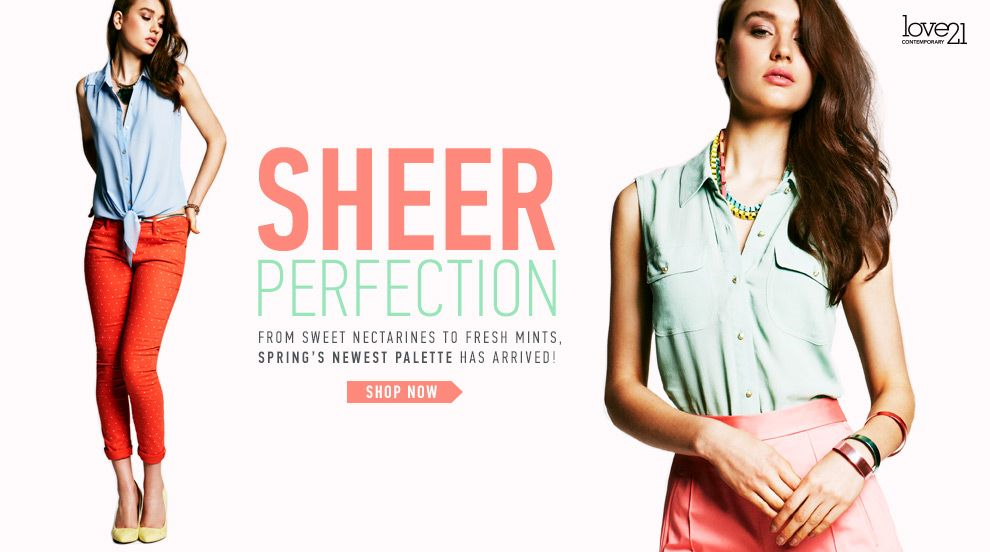 love21
CONTEMPORARY
SHEER
PERFECTION
FROM SWEET NECTARINES TO FRESH MINTS,
SPRING'S NEWEST PALETTE HAS ARRIVED!
SHOP NOW